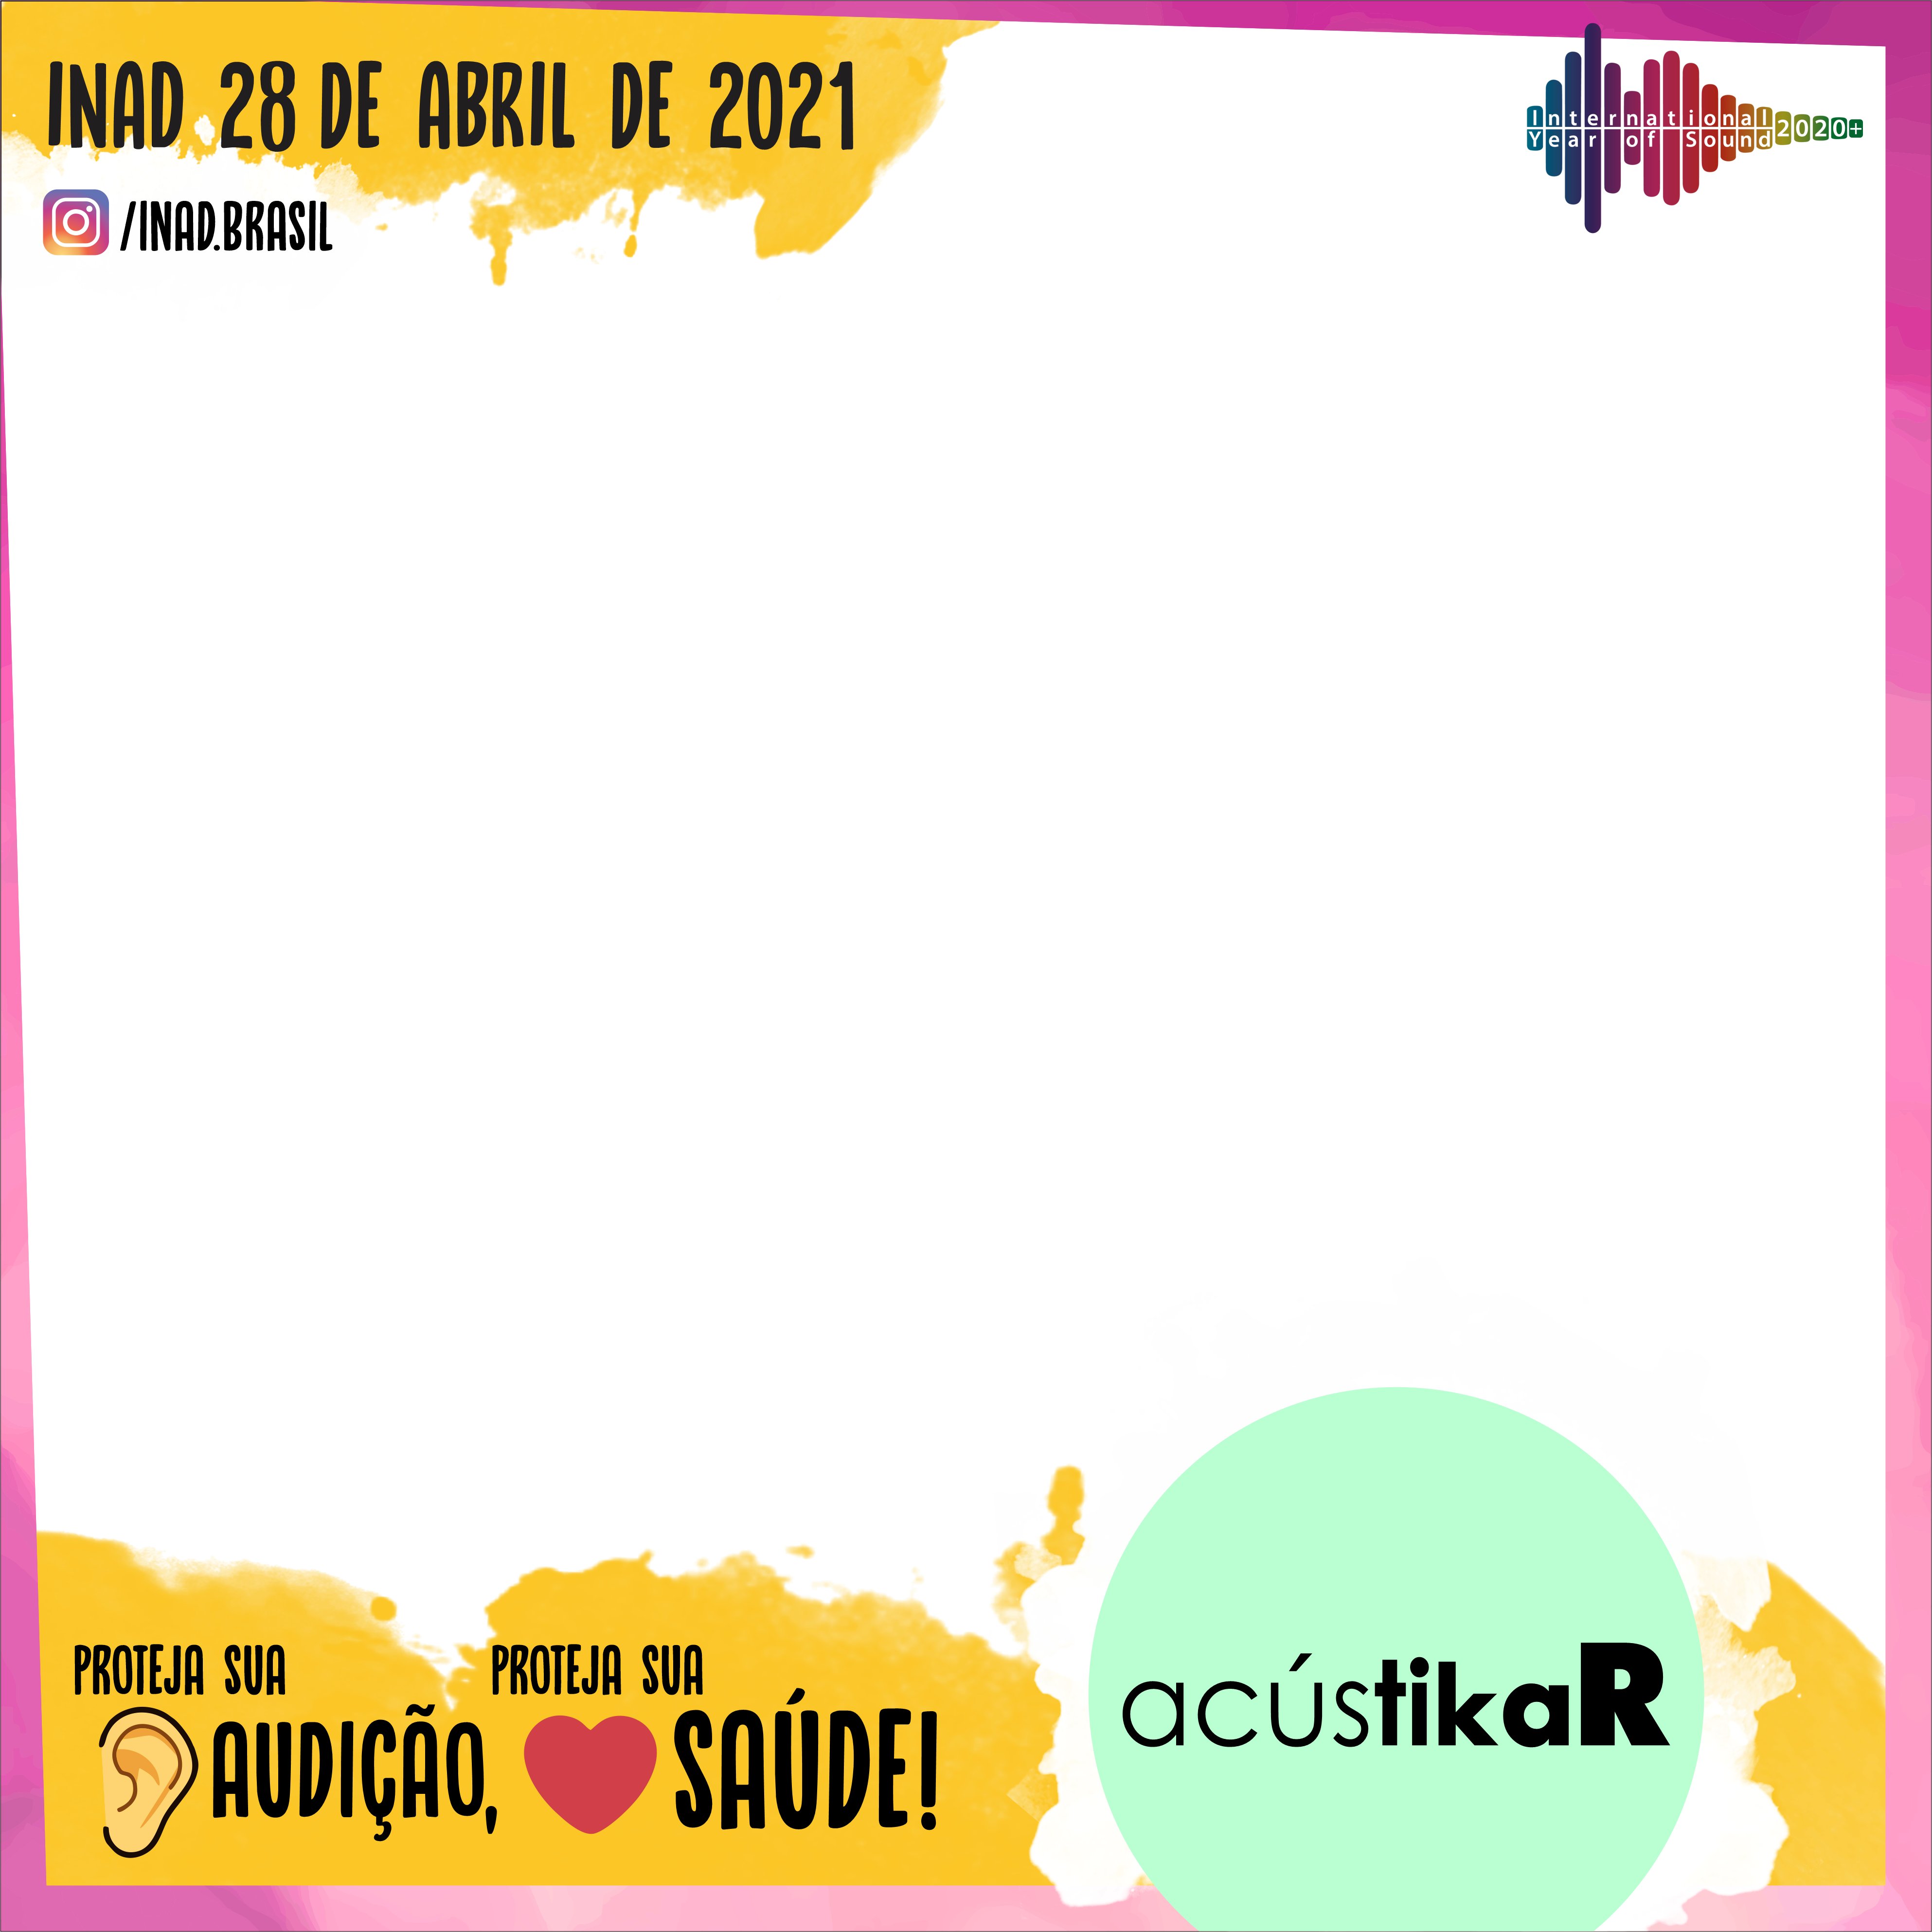 INAD 28 DE ABRIL DE 2021
/INAD.BRASIL
International
Year of Sound 2020+
PROTEJA SUA
AUDIÇÃO,
PROTEJA SUA
SAÚDE!
acústikaR